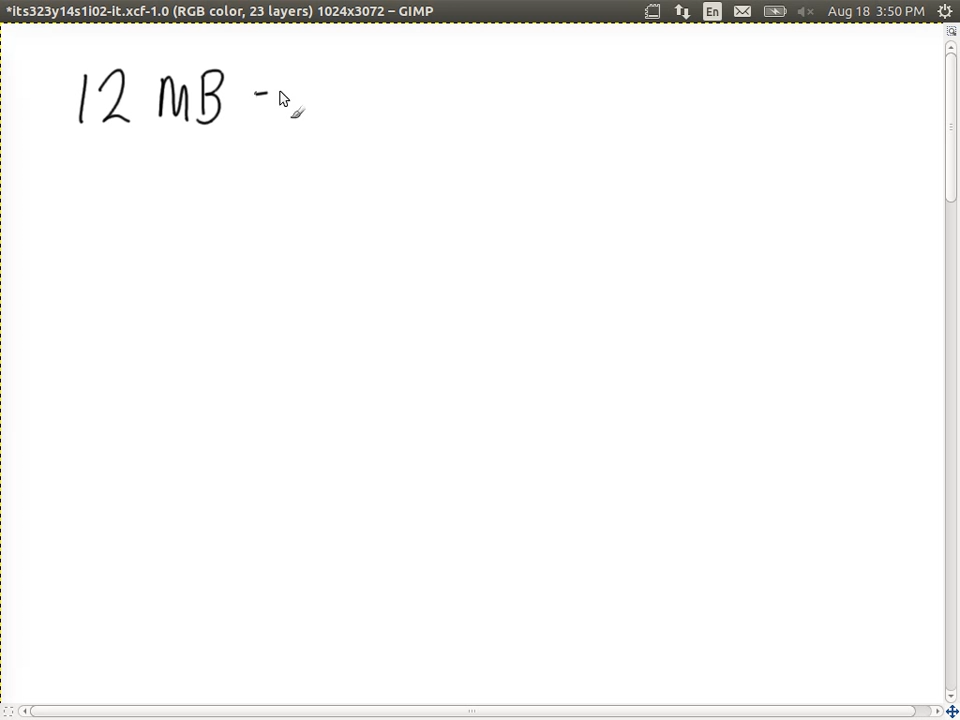 *its323y14s1i02-it.xcf-1.0 (RGB color, 23 layers) 1024x3072 – GIMP
En
Aug 18 3:50 PM
12 MB -